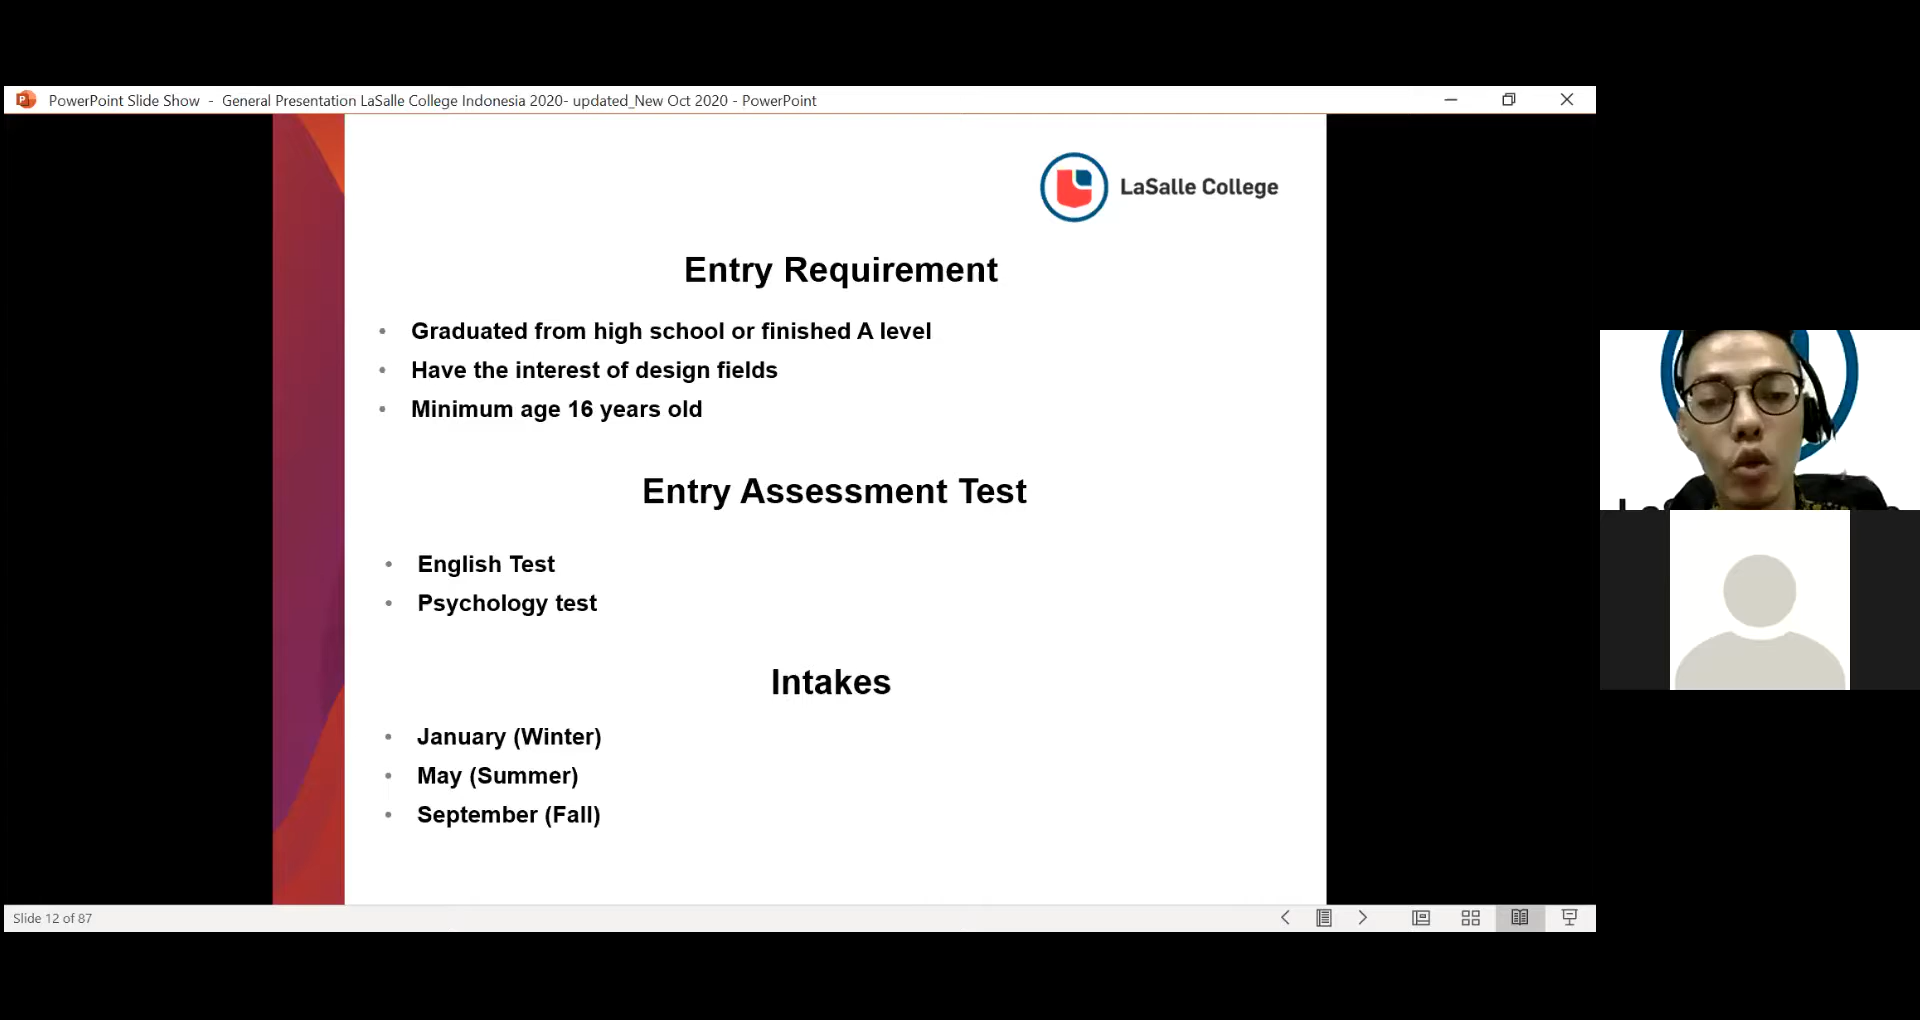 PowerPoint Slide Show - General Presentation LaSalle College Indonesia 2020- updated_New Oct 2020 - PowerPoint
LaSalle College
Entry Requirement
• Graduated from high school or finished A level
• Have the interest of design fields
• Minimum age 16 years old
Entry Assessment Test
• English Test
• Psychology test
Intakes
• January (Winter)
• May (Summer)
• September (Fall)
Slide 12 of 87